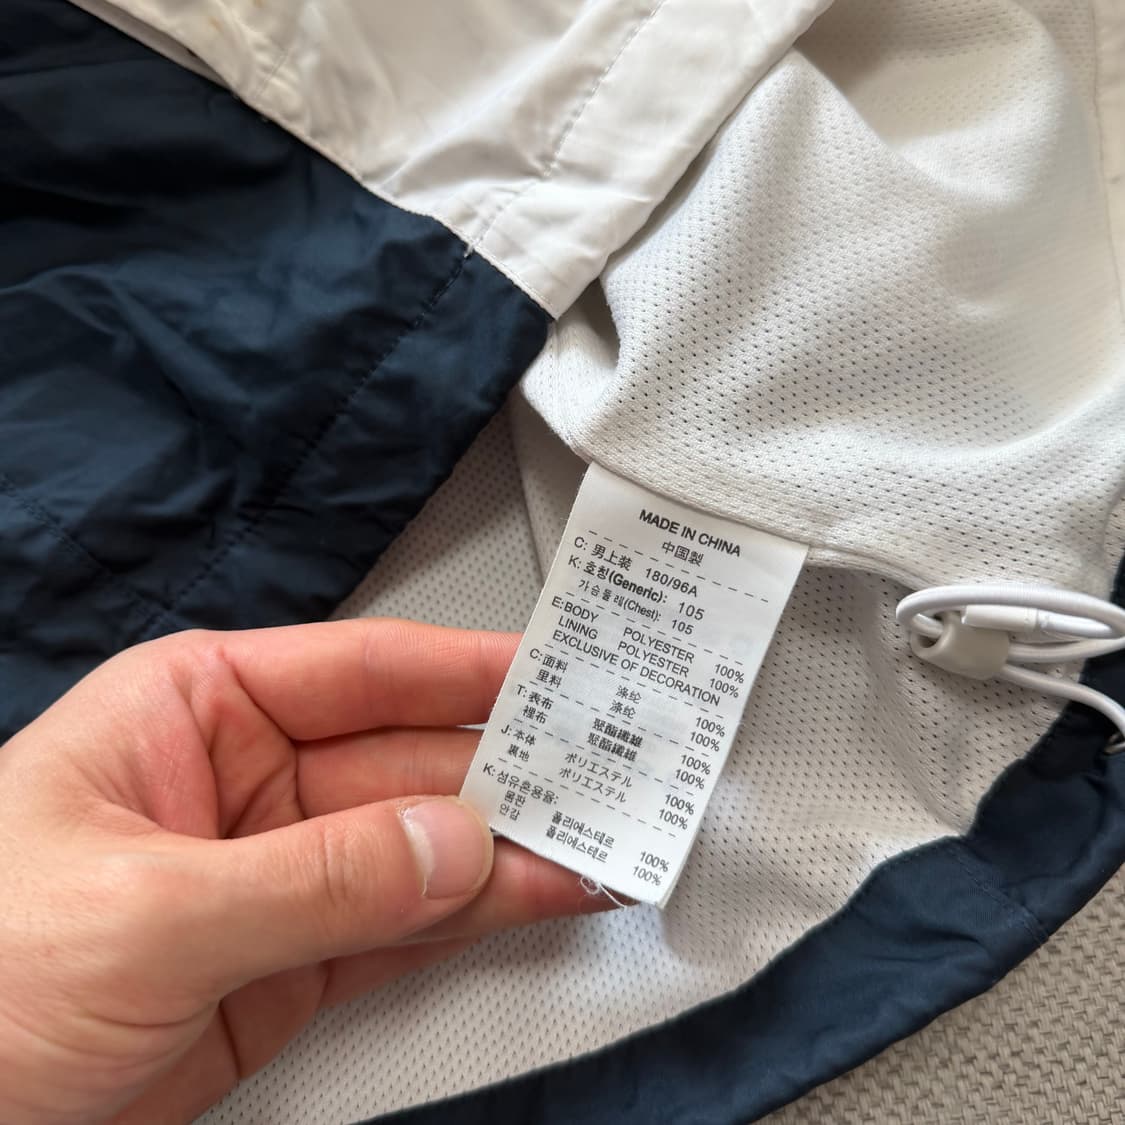 MADE IN CHINA
中国製
C: 男上装 180/96A
K: 호칭(Generic): 105
가슴둘레(Chest): 105
E: BODY POLYESTER 100%
LINING POLYESTER 100%
EXCLUSIVE OF DECORATION
C: 面料 涤纶 100%
里料 涤纶 100%
T: 表布 聚酯纖維 100%
裡布 聚酯纖維 100%
J: 本体 ポリエステル 100%
裏地 ポリエステル 100%
K: 섬유혼용율:
몸판 폴리에스테르 100%
안감 폴리에스테르 100%